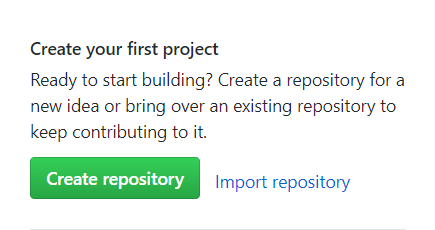 Create your first project
Ready to start building? Create a repository for a
new idea or bring over an existing repository to
keep contributing to it.
Create repository
Import repository